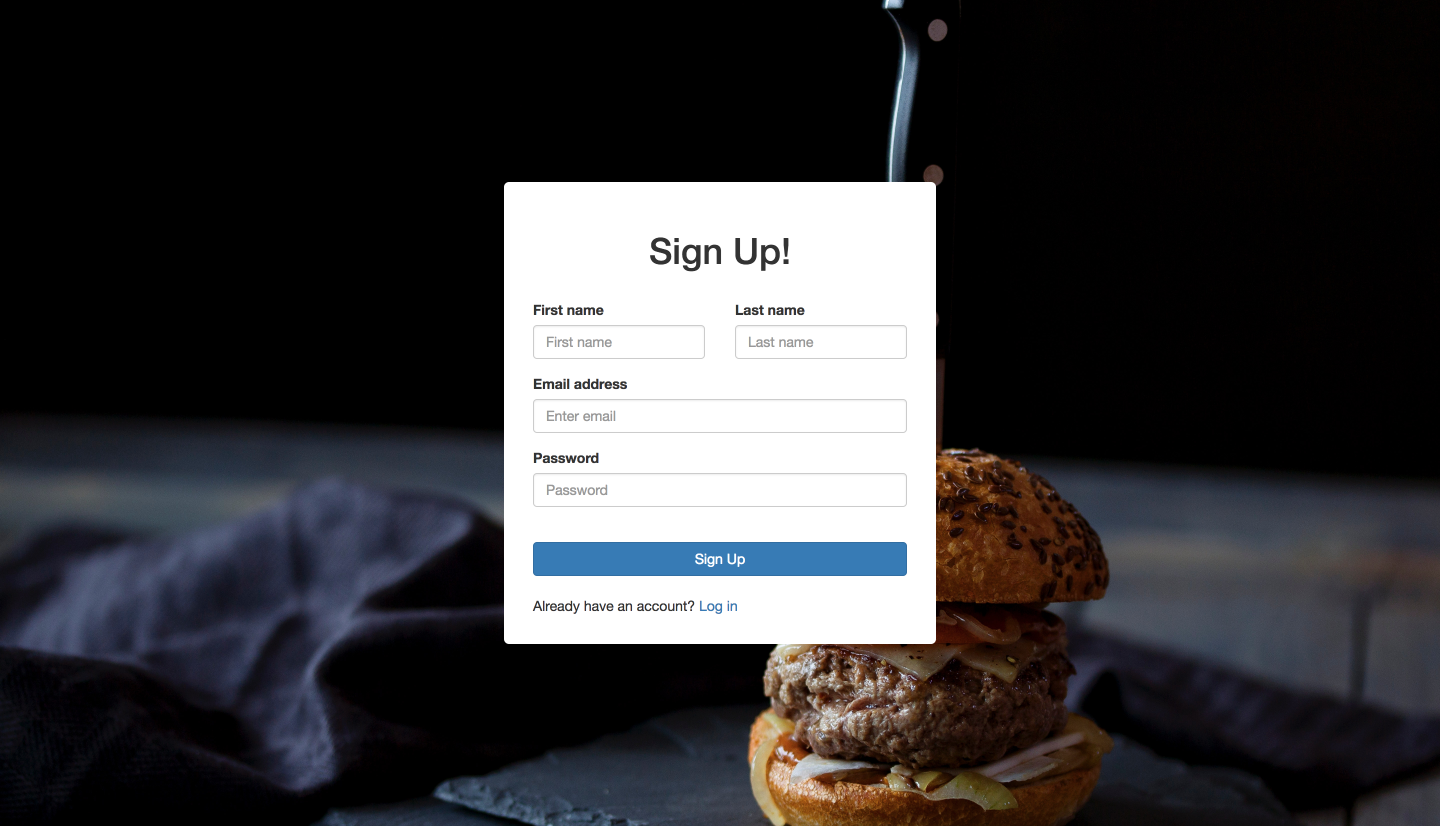 Sign Up!
First name Last name
First name Last name
Email address
Enter email
Password
Password
Sign Up
Already have an account? Log in